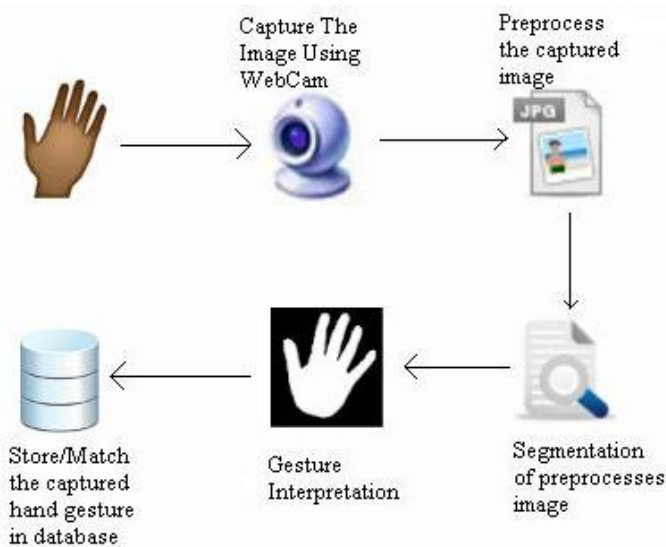 Capture The
Image Using
WebCam
Preprocess
the captured
image
JPG
Segmentation
of preprocesses
image
Gesture
Interpretation
Store/Match
the captured
hand gesture
in database